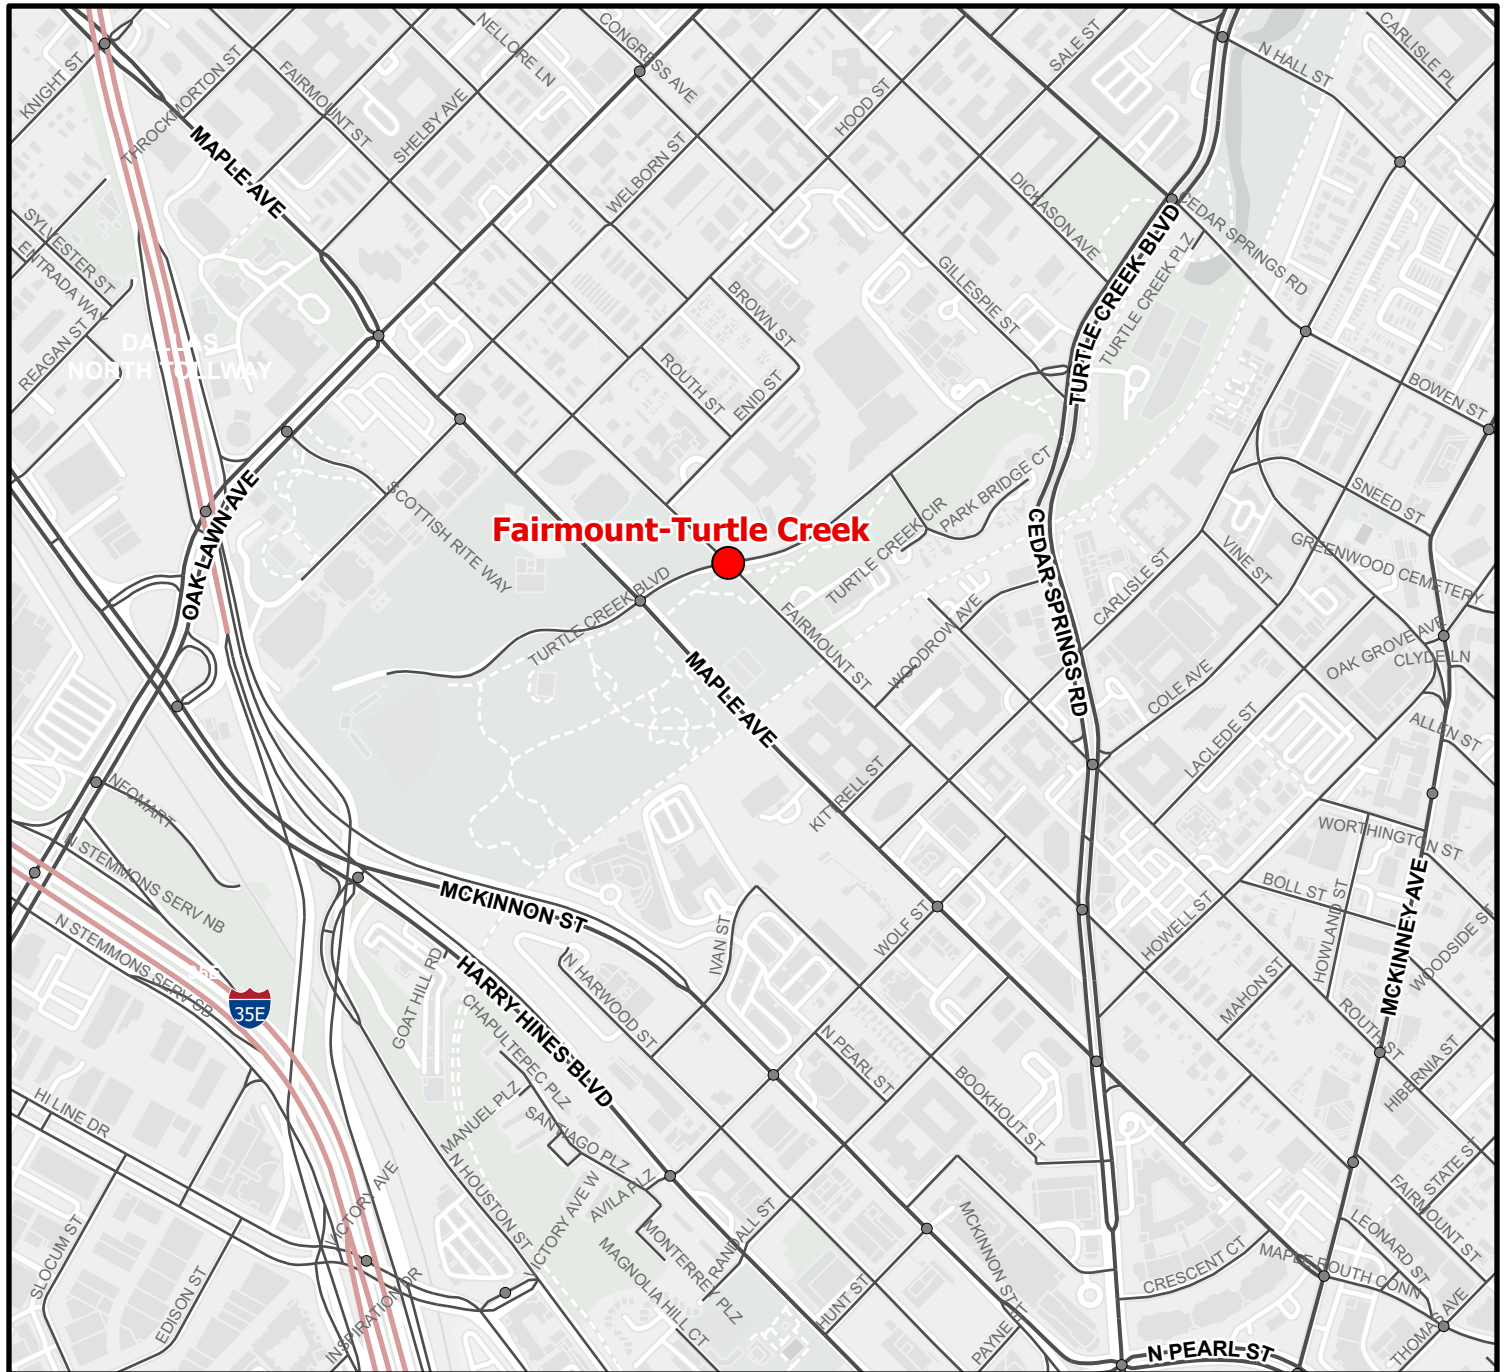 KNIGHT ST
THROCKMORTON ST
MAPLE AVE
FAIRMOUNT ST
SHELBY AVE
NELLORE LN
CONGRESS AVE
WELBORN ST
HOOD ST
SALE ST
N HALL ST
CARLISLE PL
SYLVESTER ST
ENTRADA WAY
REAGAN ST
DALLAS
NORTH TOLLWAY
DICKASON AVE
GILLESPIE ST
CEDAR SPRINGS RD
TURTLE CREEK BLVD
TURTLE CREEK PLZ
BROWN ST
ROUTH ST
ENID ST
BOWEN ST
SNEED ST
GREENWOOD CEMETERY
VINE ST
CARLISLE ST
OAK LAWN AVE
SCOTTISH RITE WAY
Fairmount-Turtle Creek
TURTLE CREEK CIR
PARK BRIDGE CT
TURTLE CREEK BLVD
FAIRMOUNT ST
WOODROW AVE
CEDAR SPRINGS RD
MAPLE AVE
OAK GROVE AVE
CLYDE LN
COLE AVE
LACLEDE ST
ALLEN ST
KITTRELL ST
WORTHINGTON ST
BOLL ST
HOWLAND ST
HOWELL ST
MCKINNEY AVE
WOODSIDE ST
NEOMART
N STEMMONS SERV NB
N STEMMONS SERV SB
35E
35E
MCKINNON ST
HARRY HINES BLVD
GOAT HILL RD
N HARWOOD ST
IVAN ST
WOLF ST
N PEARL ST
BOOKHOUT ST
MAHON ST
ROUTH ST
HIBERNIA ST
STATE ST
FAIRMOUNT ST
LEONARD ST
MAPLE ROUTH CONN
CRESCENT CT
THOMAS AVE
CHAPULTEPEC PLZ
MANUEL PLZ
SANTIAGO PLZ
AVILA PLZ
MONTERREY PLZ
RANDALL ST
MAGNOLIA HILL CT
HUNT ST
MCKINNON ST
PAYNE ST
N PEARL ST
HI LINE DR
SLOCUM ST
EDISON ST
VICTORY AVE
INSPIRATION DR
N HOUSTON ST
ICTORY AVE W